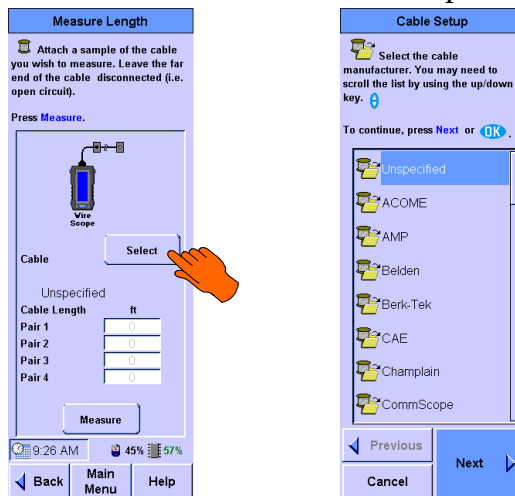 Measure Length
Attach a sample of the cable
you wish to measure. Leave the far
end of the cable disconnected (i.e.
open circuit).
Press Measure.
Wire
Scope
Cable
Select
Unspecified
Cable Length ft
Pair 1 0
Pair 2 0
Pair 3 0
Pair 4 0
Measure
9:26 AM 45% 57%
Back
Main
Menu
Help
Cable Setup
Select the cable
manufacturer. You may need to
scroll the list by using the up/down
key.
To continue, press Next or OK .
Unspecified
ACOME
AMP
Belden
Berk-Tek
CAE
Champlain
CommScope
Previous
Next
Cancel